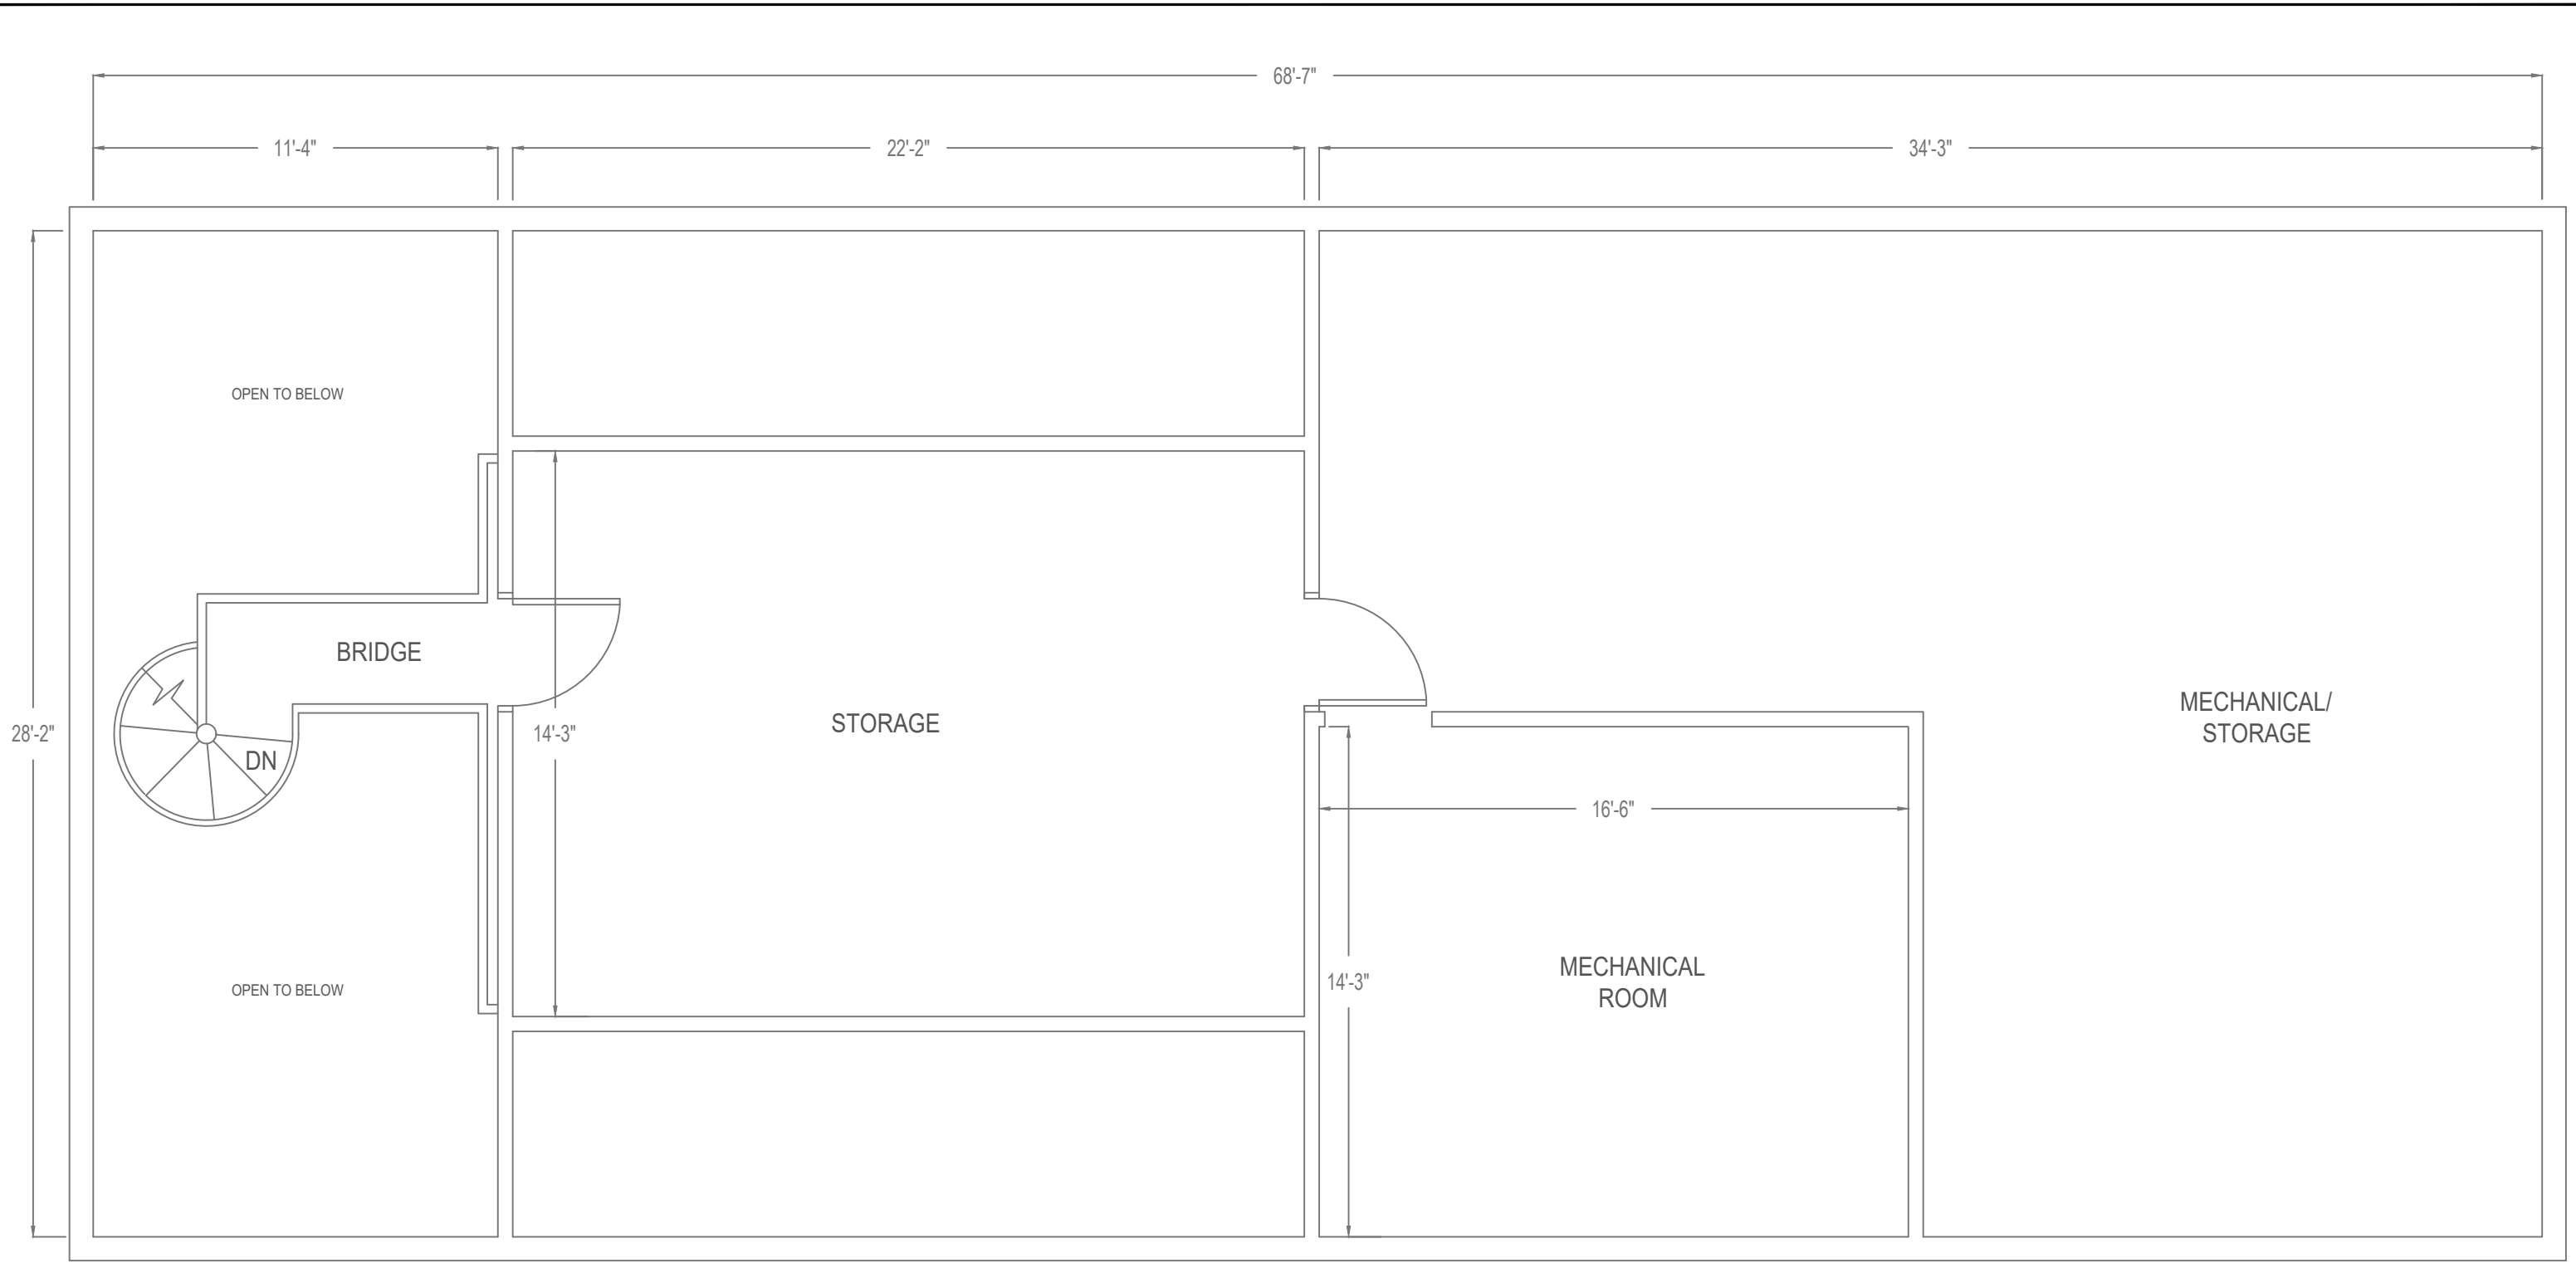 68'-7"
11'-4"
22'-2"
34'-3"
OPEN TO BELOW
BRIDGE
STORAGE
MECHANICAL/
STORAGE
28'-2"
14'-3"
DN
16'-6"
MECHANICAL
ROOM
14'-3"
OPEN TO BELOW